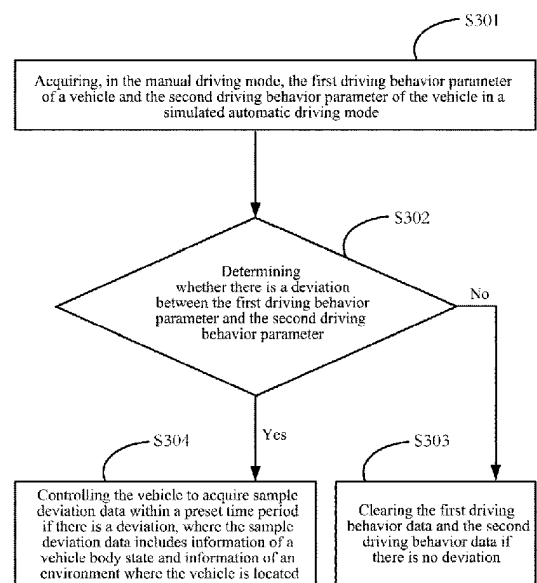 S301
Acquiring, in the manual driving mode, the first driving behavior parameter
of a vehicle and the second driving behavior parameter of the vehicle in a
simulated automatic driving mode
S302
Determining
whether there is a deviation
between the first driving behavior
parameter and the second driving
behavior parameter
No
Yes
S304
Controlling the vehicle to acquire sample
deviation data within a preset time period
if there is a deviation, where the sample
deviation data includes information of a
vehicle body state and information of an
environment where the vehicle is located
S303
Clearing the first driving
behavior data and the second
driving behavior data if
there is no deviation